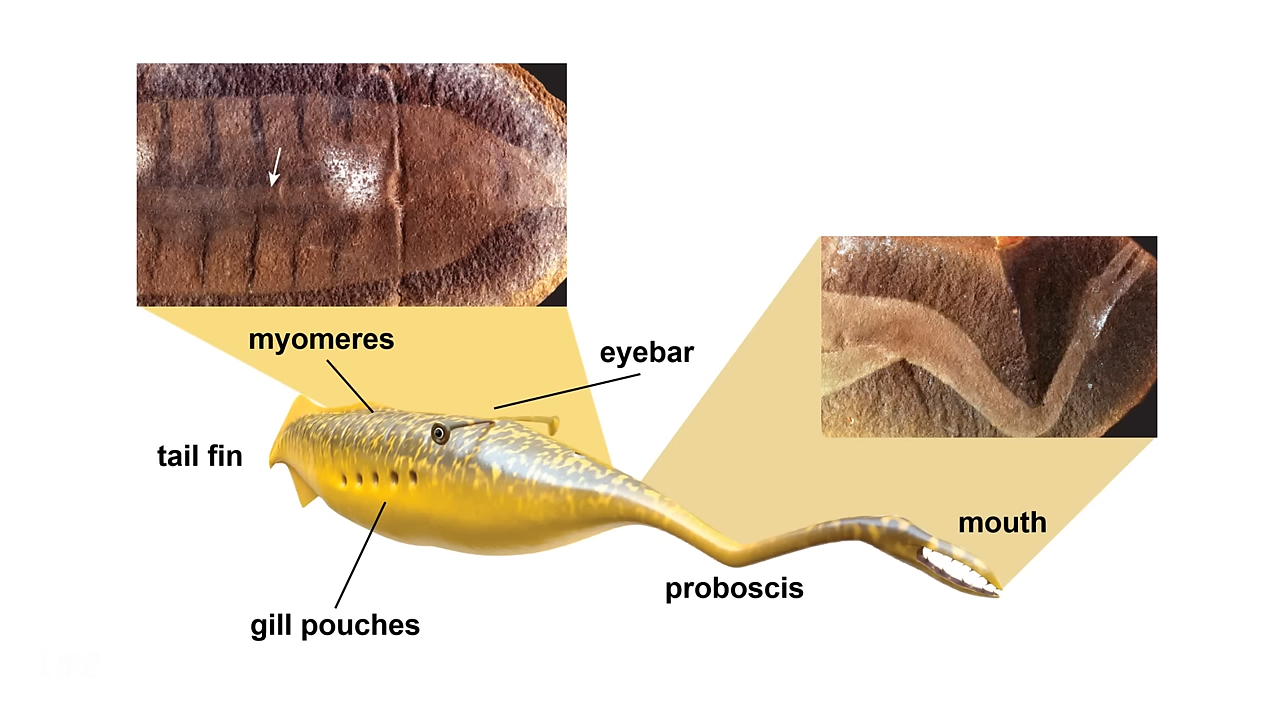 myomeres
eyebar
tail fin
mouth
proboscis
gill pouches